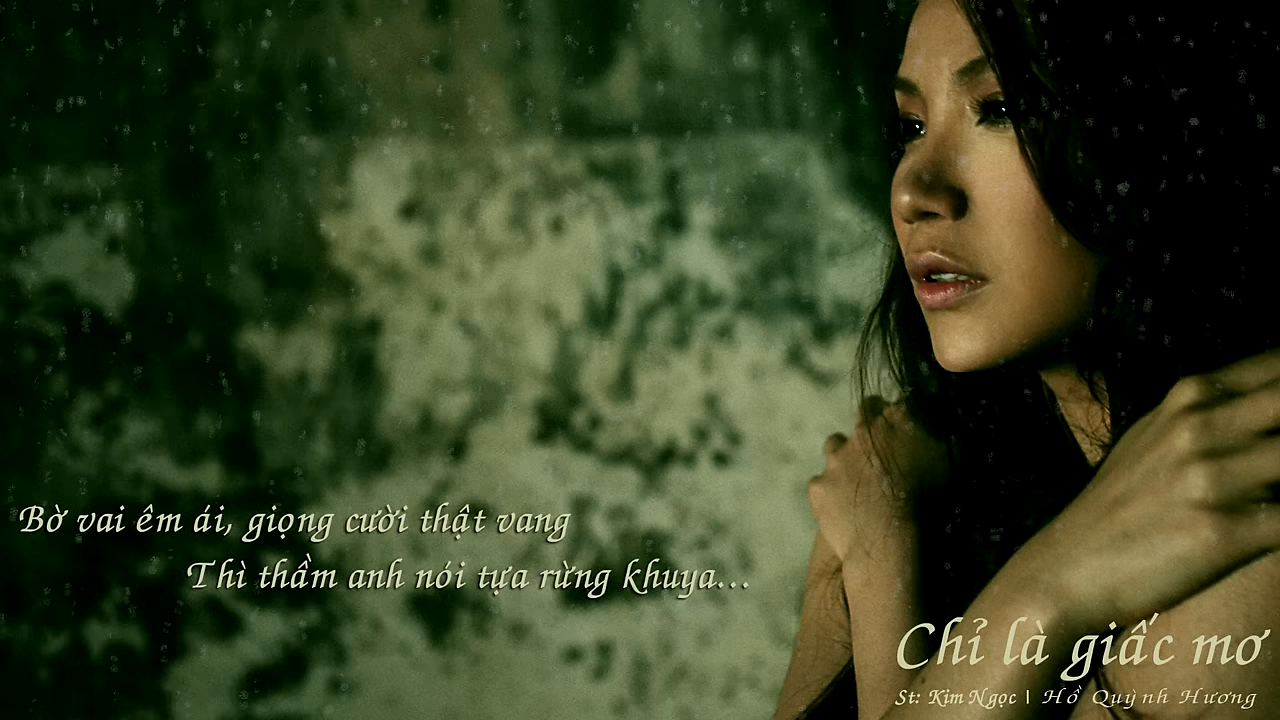 Bờ vai êm ái, giọng cười thật vang
Thì thầm anh nói tựa rừng khuya...
Chỉ là giấc mơ
St: Kim Ngọc | Hồ Quỳnh Hương